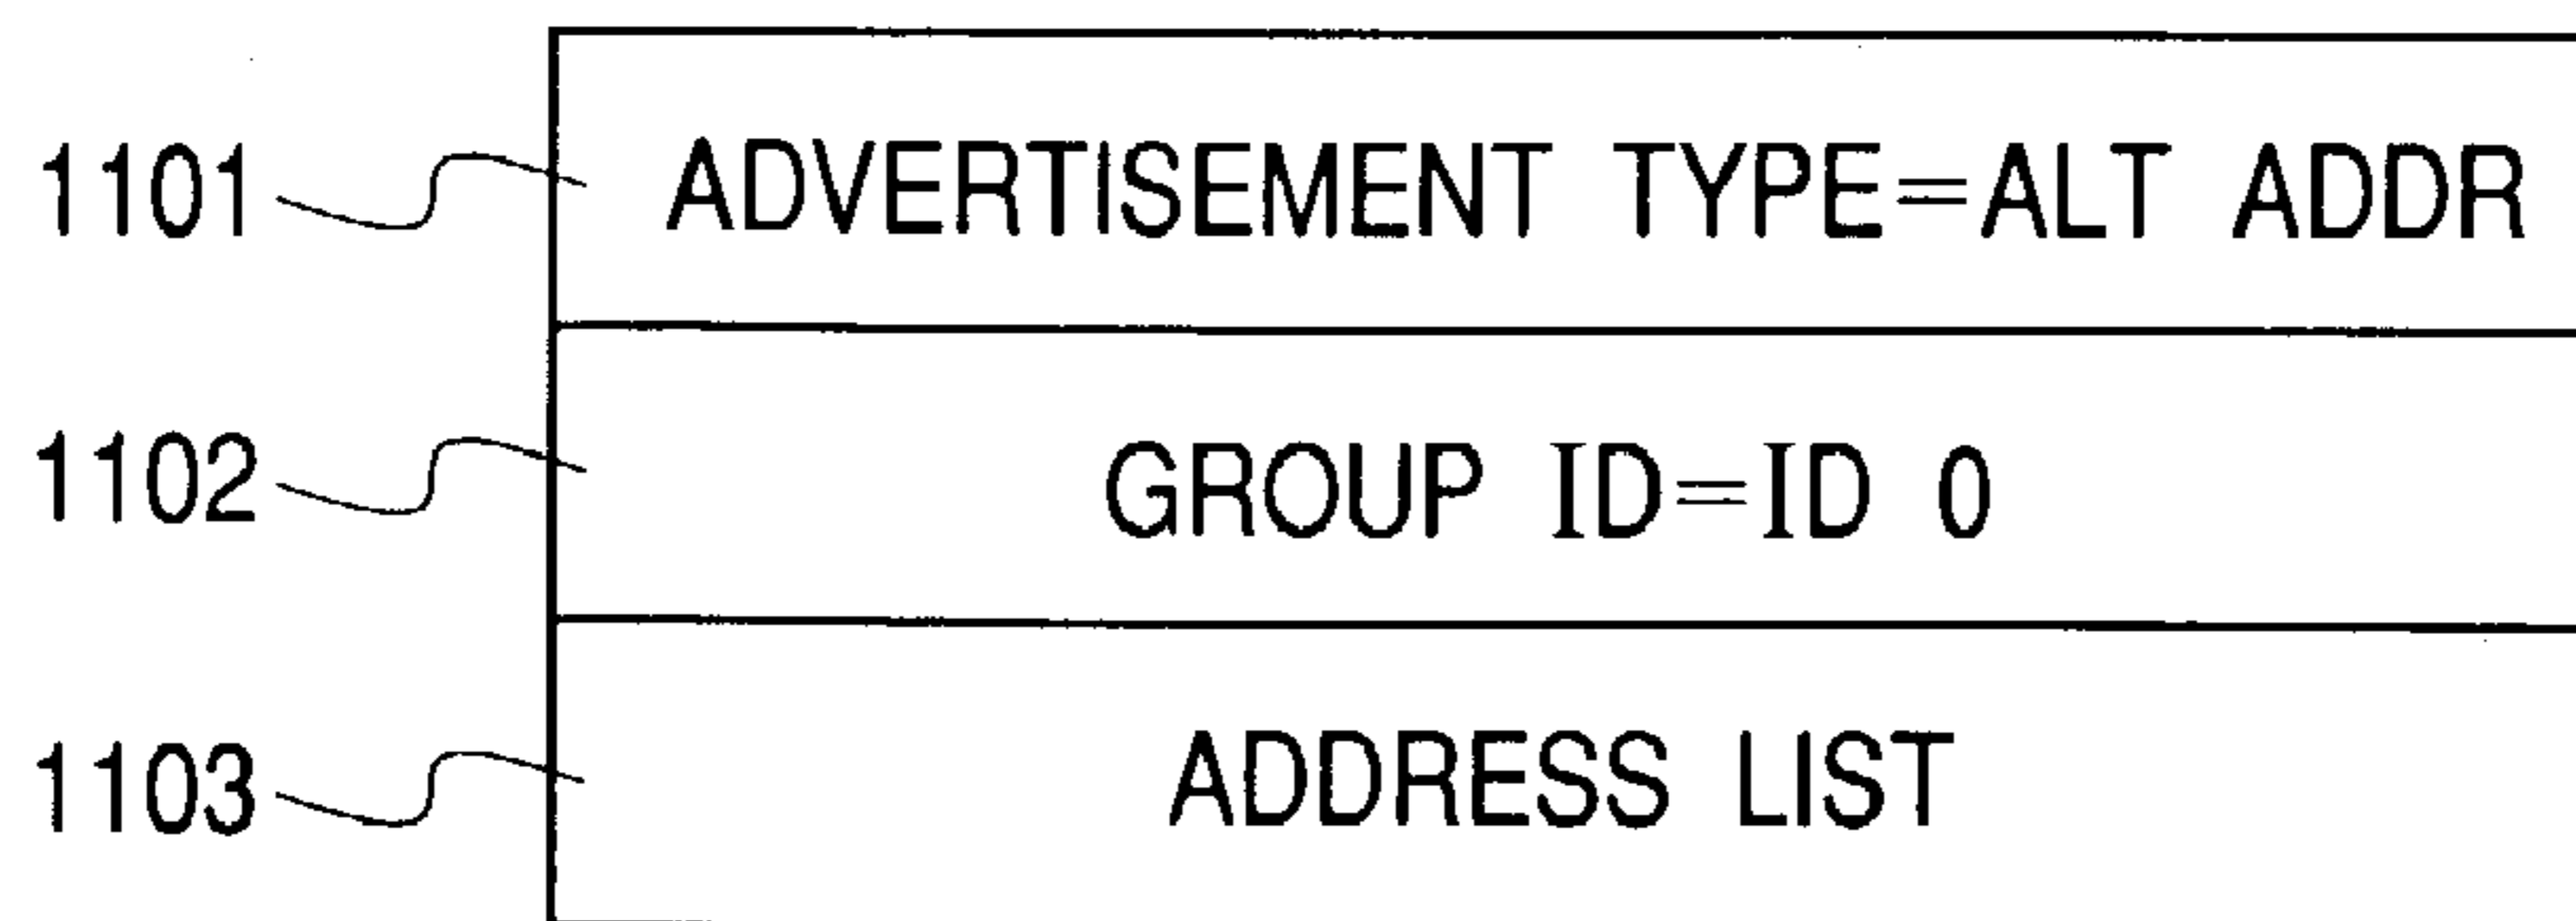 1101 ADVERTISEMENT TYPE=ALT ADDR
1102 GROUP ID=ID 0
1103 ADDRESS LIST